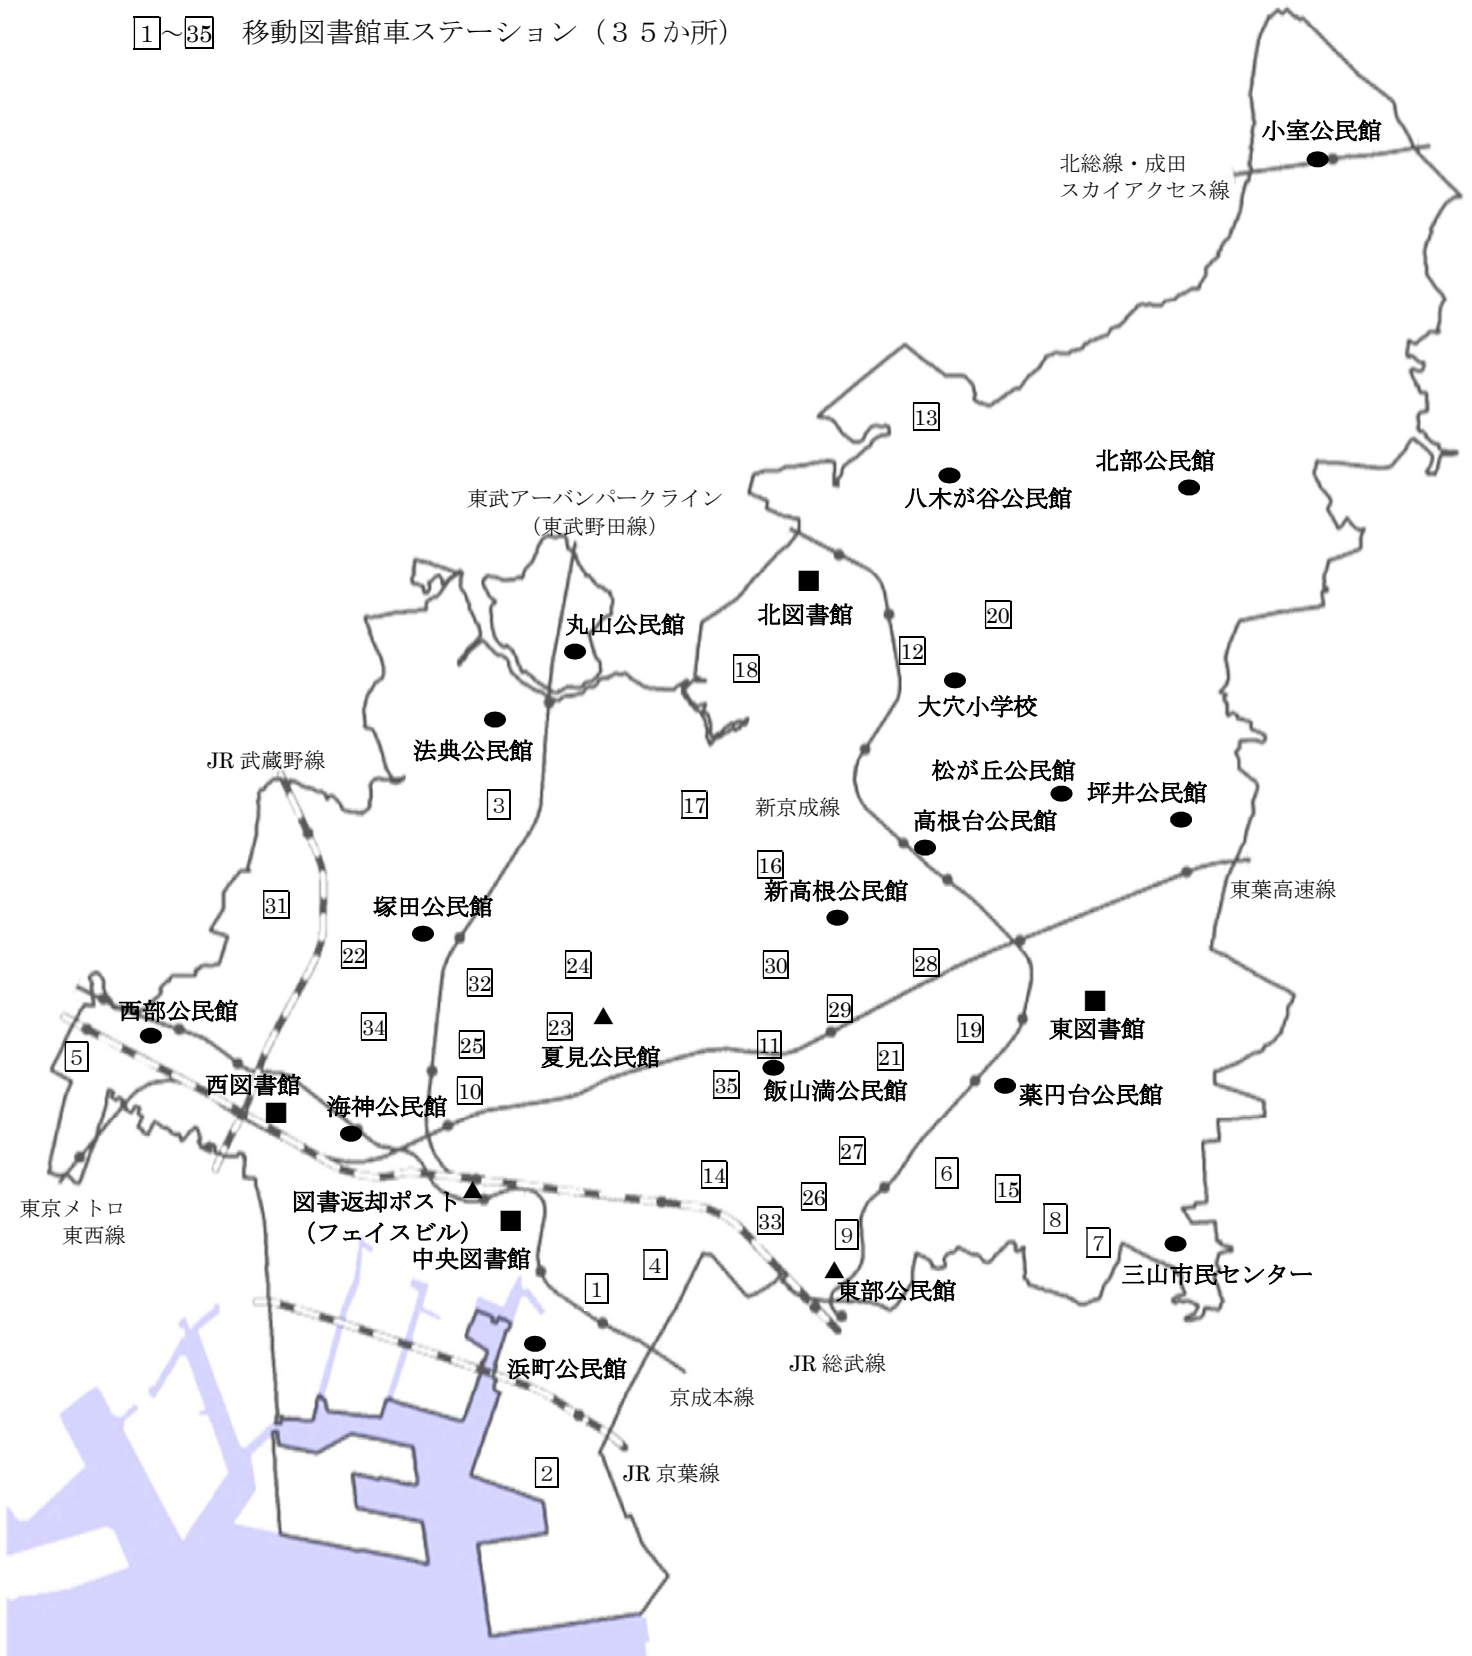 1～35 移動図書館車ステーション（３５か所）
小室公民館
北総線・成田
スカイアクセス線
13
北部公民館
八木が谷公民館
東武アーバンパークライン
（東武野田線）
北図書館
20
丸山公民館
12
18
大穴小学校
法典公民館
JR 武蔵野線
松が丘公民館
坪井公民館
3
17
新京成線
高根台公民館
16
新高根公民館
東葉高速線
31
塚田公民館
22
24
30
28
32
西部公民館
29
34
23
19
東図書館
25
11
5
夏見公民館
21
西図書館
10
35
飯山満公民館
薬円台公民館
海神公民館
27
14
6
15
26
図書返却ポスト
（フェイスビル）
東京メトロ
東西線
33
8
9
7
中央図書館
4
三山市民センター
1
東部公民館
浜町公民館
JR 総武線
京成本線
2
JR 京葉線